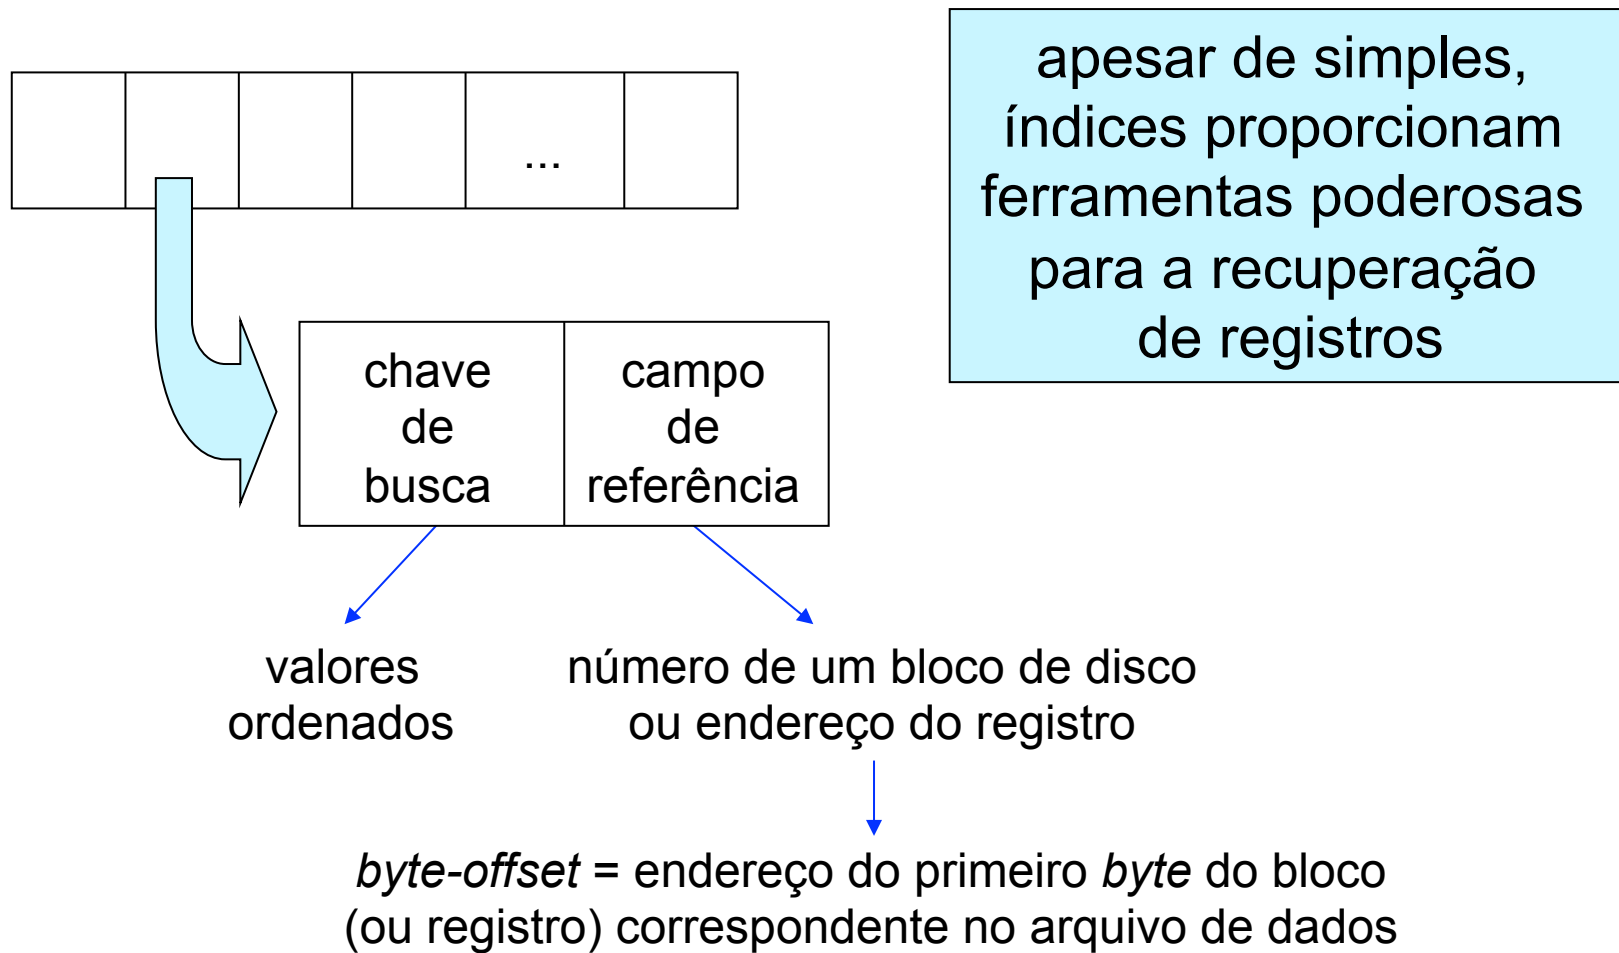 apesar de simples,
índices proporcionam
ferramentas poderosas
para a recuperação
de registros
...
chave
de
busca
campo
de
referência
valores
ordenados
número de um bloco de disco
ou endereço do registro
byte-offset = endereço do primeiro byte do bloco
(ou registro) correspondente no arquivo de dados